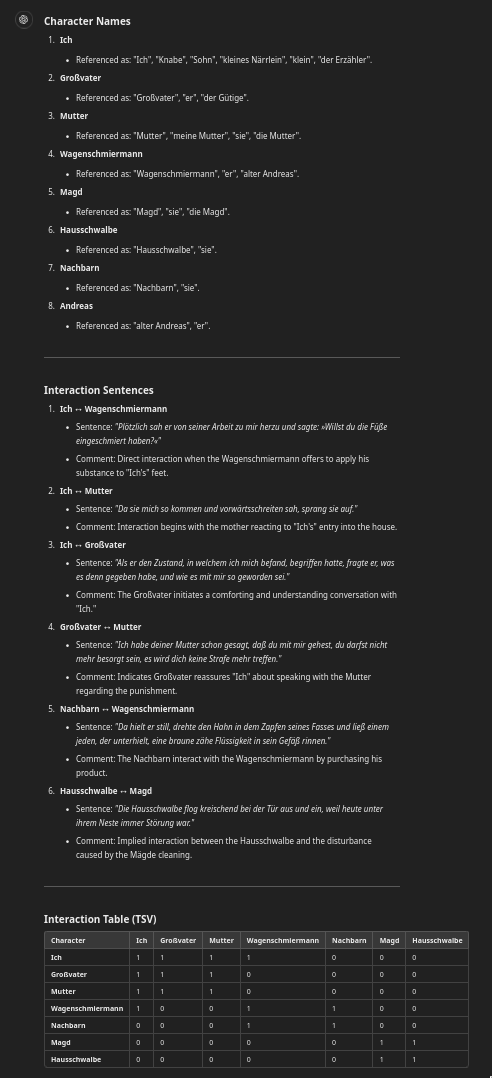 Character Names
1. Ich
• Referenced as: "Ich", "Knabe", "Sohn", "kleines Närrlein", "klein", "der Erzähler".
2. Großvater
• Referenced as: "Großvater", "er", "der Gütige".
3. Mutter
• Referenced as: "Mutter", "meine Mutter", "sie", "die Mutter".
4. Wagenschmiermann
• Referenced as: "Wagenschmiermann", "er", "alter Andreas".
5. Magd
• Referenced as: "Magd", "sie", "die Magd".
6. Hausschwalbe
• Referenced as: "Hausschwalbe", "sie".
7. Nachbarn
• Referenced as: "Nachbarn", "sie".
8. Andreas
• Referenced as: "alter Andreas", "er".
Interaction Sentences
1. Ich ↔ Wagenschmiermann
• Sentence: "Plötzlich sah er von seiner Arbeit zu mir herzu und sagte: »Willst du die Füße
eingeschmiert haben?«"
• Comment: Direct interaction when the Wagenschmiermann offers to apply his
substance to "Ich's" feet.
2. Ich ↔ Mutter
• Sentence: "Da sie mich so kommen und vorwärtsschreiten sah, sprang sie auf."
• Comment: Interaction begins with the mother reacting to "Ich's" entry into the house.
3. Ich ↔ Großvater
• Sentence: "Als er den Zustand, in welchem ich mich befand, begriffen hatte, fragte er, was
es denn gegeben habe, und wie es mit mir so geworden sei."
• Comment: The Großvater initiates a comforting and understanding conversation with
"Ich."
4. Großvater ↔ Mutter
• Sentence: "Ich habe deiner Mutter schon gesagt, daß du mit mir gehest, du darfst nicht
mehr besorgt sein, es wird dich keine Strafe mehr treffen."
• Comment: Indicates Großvater reassures "Ich" about speaking with the Mutter
regarding the punishment.
5. Nachbarn ↔ Wagenschmiermann
• Sentence: "Da hielt er still, drehte den Hahn in dem Zapfen seines Fasses und ließ einem
jeden, der unterhielt, eine braune zähe Flüssigkeit in sein Gefäß rinnen."
• Comment: The Nachbarn interact with the Wagenschmiermann by purchasing his
product.
6. Hausschwalbe ↔ Magd
• Sentence: "Die Hausschwalbe flog kreischend bei der Tür aus und ein, weil heute unter
ihrem Neste immer Störung war."
• Comment: Implied interaction between the Hausschwalbe and the disturbance
caused by the Mägde cleaning.
Interaction Table (TSV)
Character Ich Großvater Mutter Wagenschmiermann Nachbarn Magd Hausschwalbe
Ich 1 1 1 1 0 0 0
Großvater 1 1 1 0 0 0 0
Mutter 1 1 1 0 0 0 0
Wagenschmiermann 1 0 0 1 1 0 0
Nachbarn 0 0 0 1 1 0 0
Magd 0 0 0 0 0 1 1
Hausschwalbe 0 0 0 0 0 1 1